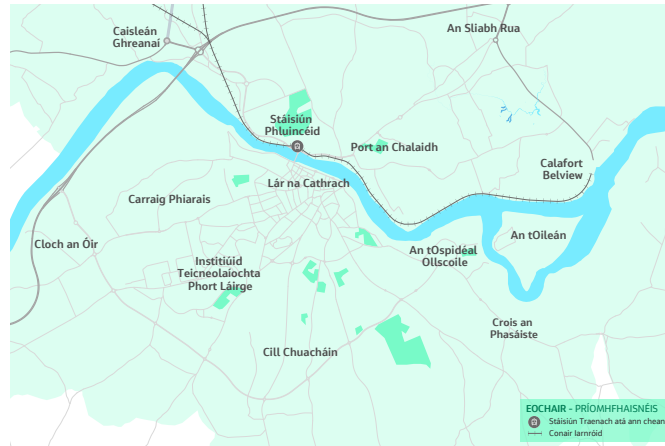 Caisleán
Ghreanaí
An Sliabh Rua
Stáisiún
Phluincéid
Port an Chalaidh
Calafort
Belview
Lár na Cathrach
Carraig Phiarais
Cloch an Óir
An tOileán
An tOspidéal
Ollscoile
Institiúid
Teicneolaíochta
Phort Láirge
Crois an
Phasáiste
Cill Chuacháin
EOCHAIR - PRÍOMHFHAISNÉIS
Stáisiún Traenach atá ann chean
Conair Iarnróid